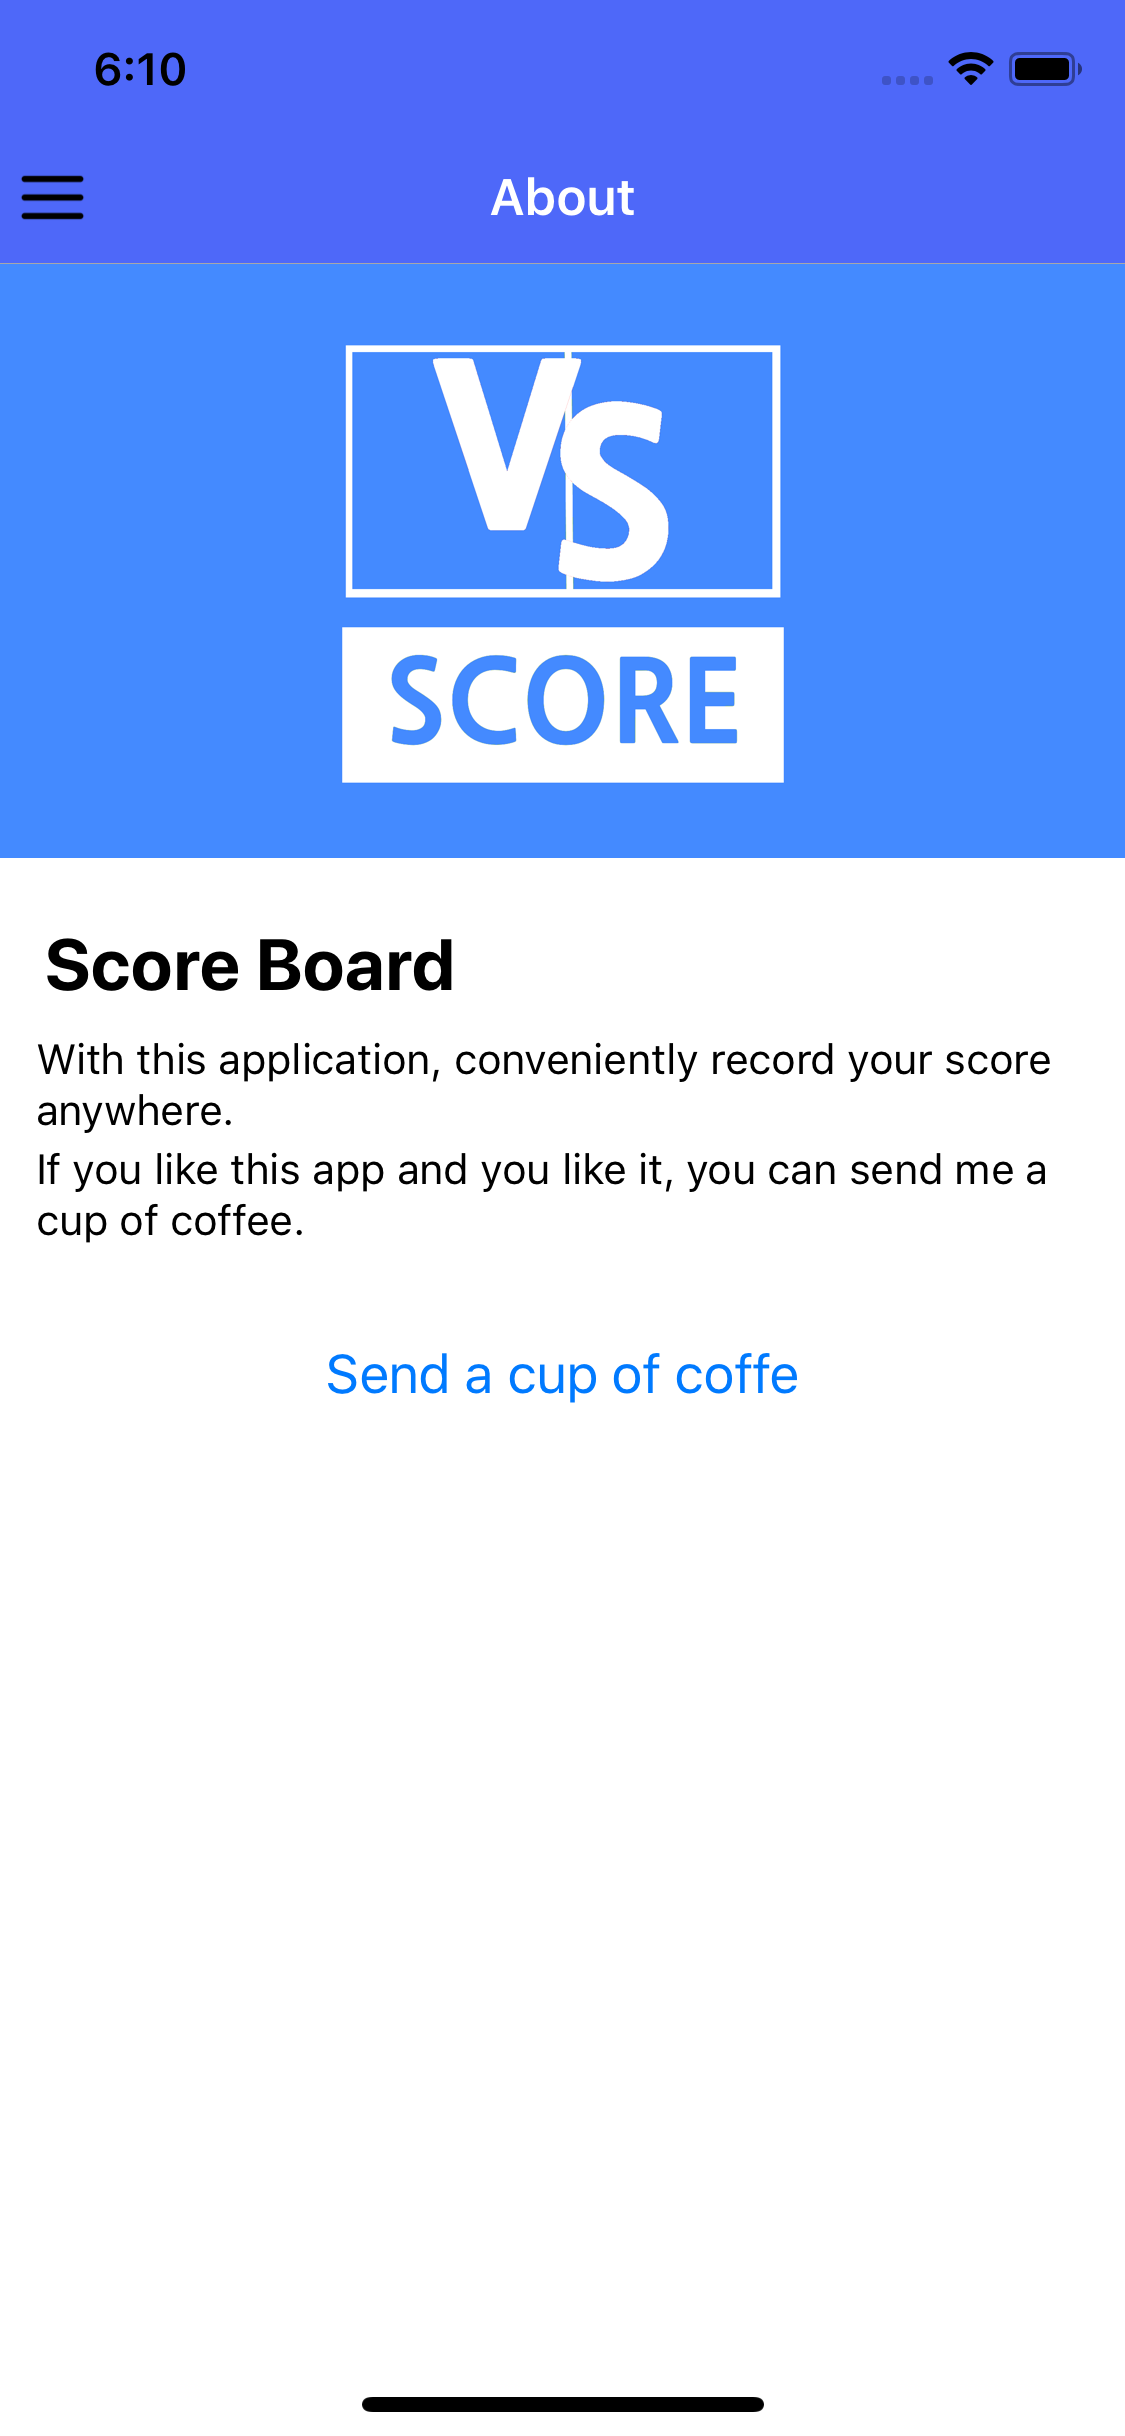 6:10
About
VS
SCORE
Score Board
With this application, conveniently record your score
anywhere.
If you like this app and you like it, you can send me a
cup of coffee.
Send a cup of coffe